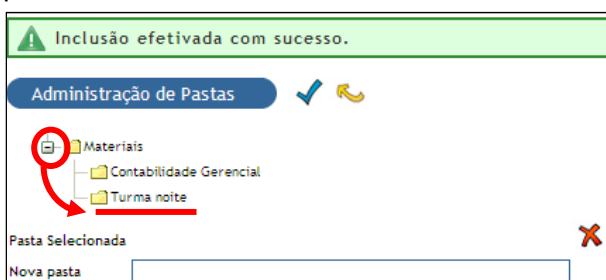 Inclusão efetivada com sucesso.
Administração de Pastas
Materiais
Contabilidade Gerencial
Turma noite
Pasta Selecionada
Nova pasta